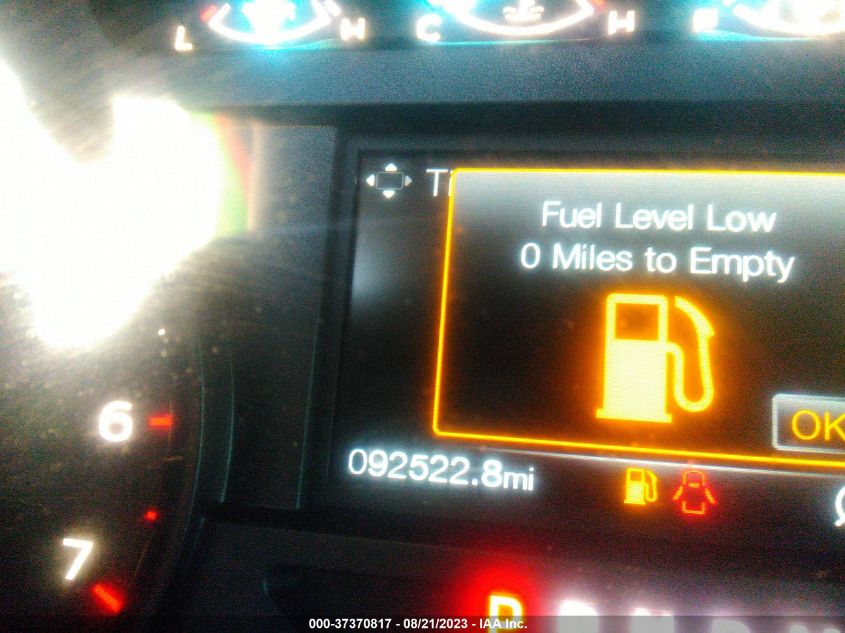 L H C H
Ti
Fuel Level Low
0 Miles to Empty
OK
6
092522.8mi
7
P
000-37370817 - 08/21/2023 - IAA Inc.